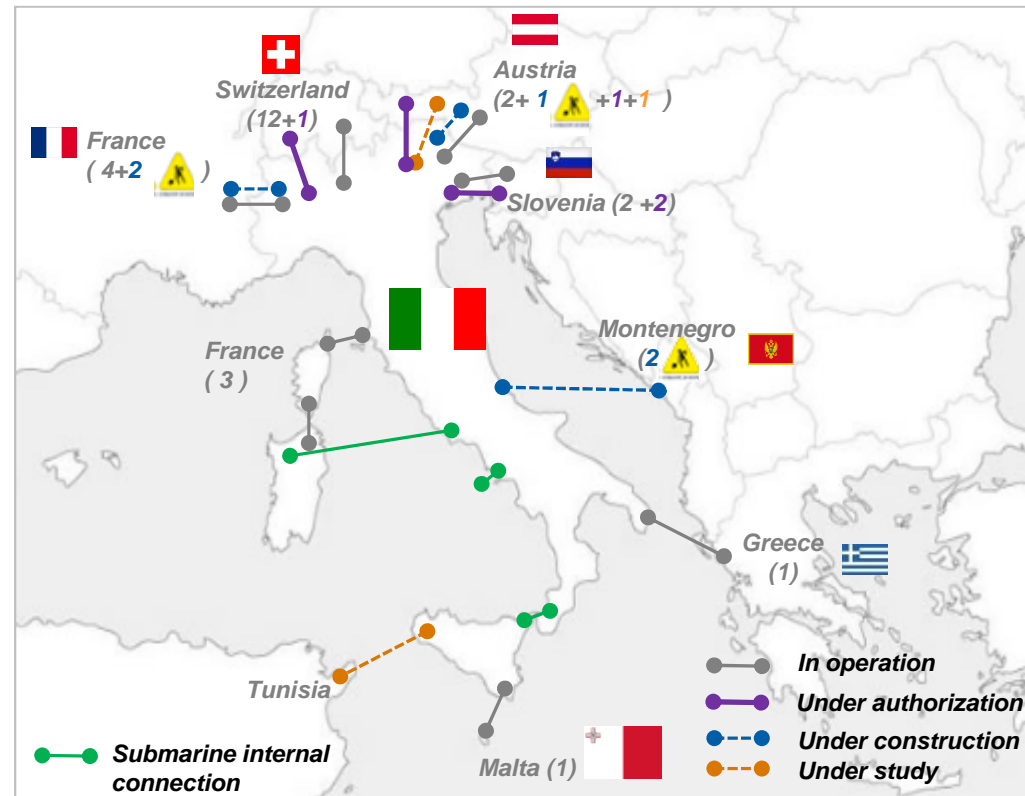 Switzerland
(12+1)
Austria
(2+ 1 +1+1 )
France
( 4+2 )
Slovenia (2 +2)
France
( 3 )
Montenegro
(2 )
Greece
(1)
Tunisia
Malta (1)
In operation
Under authorization
Under construction
Under study
Submarine internal
connection